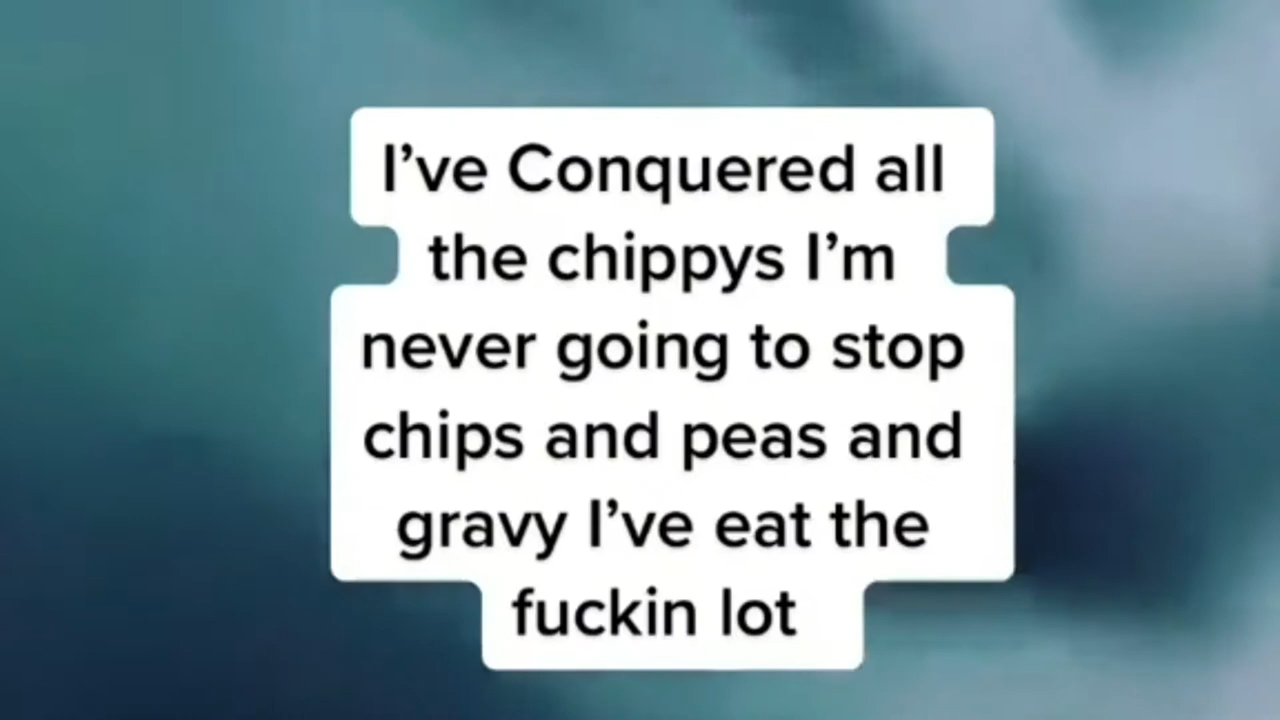 I've Conquered all
the chippys I'm
never going to stop
chips and peas and
gravy I've eat the
fuckin lot